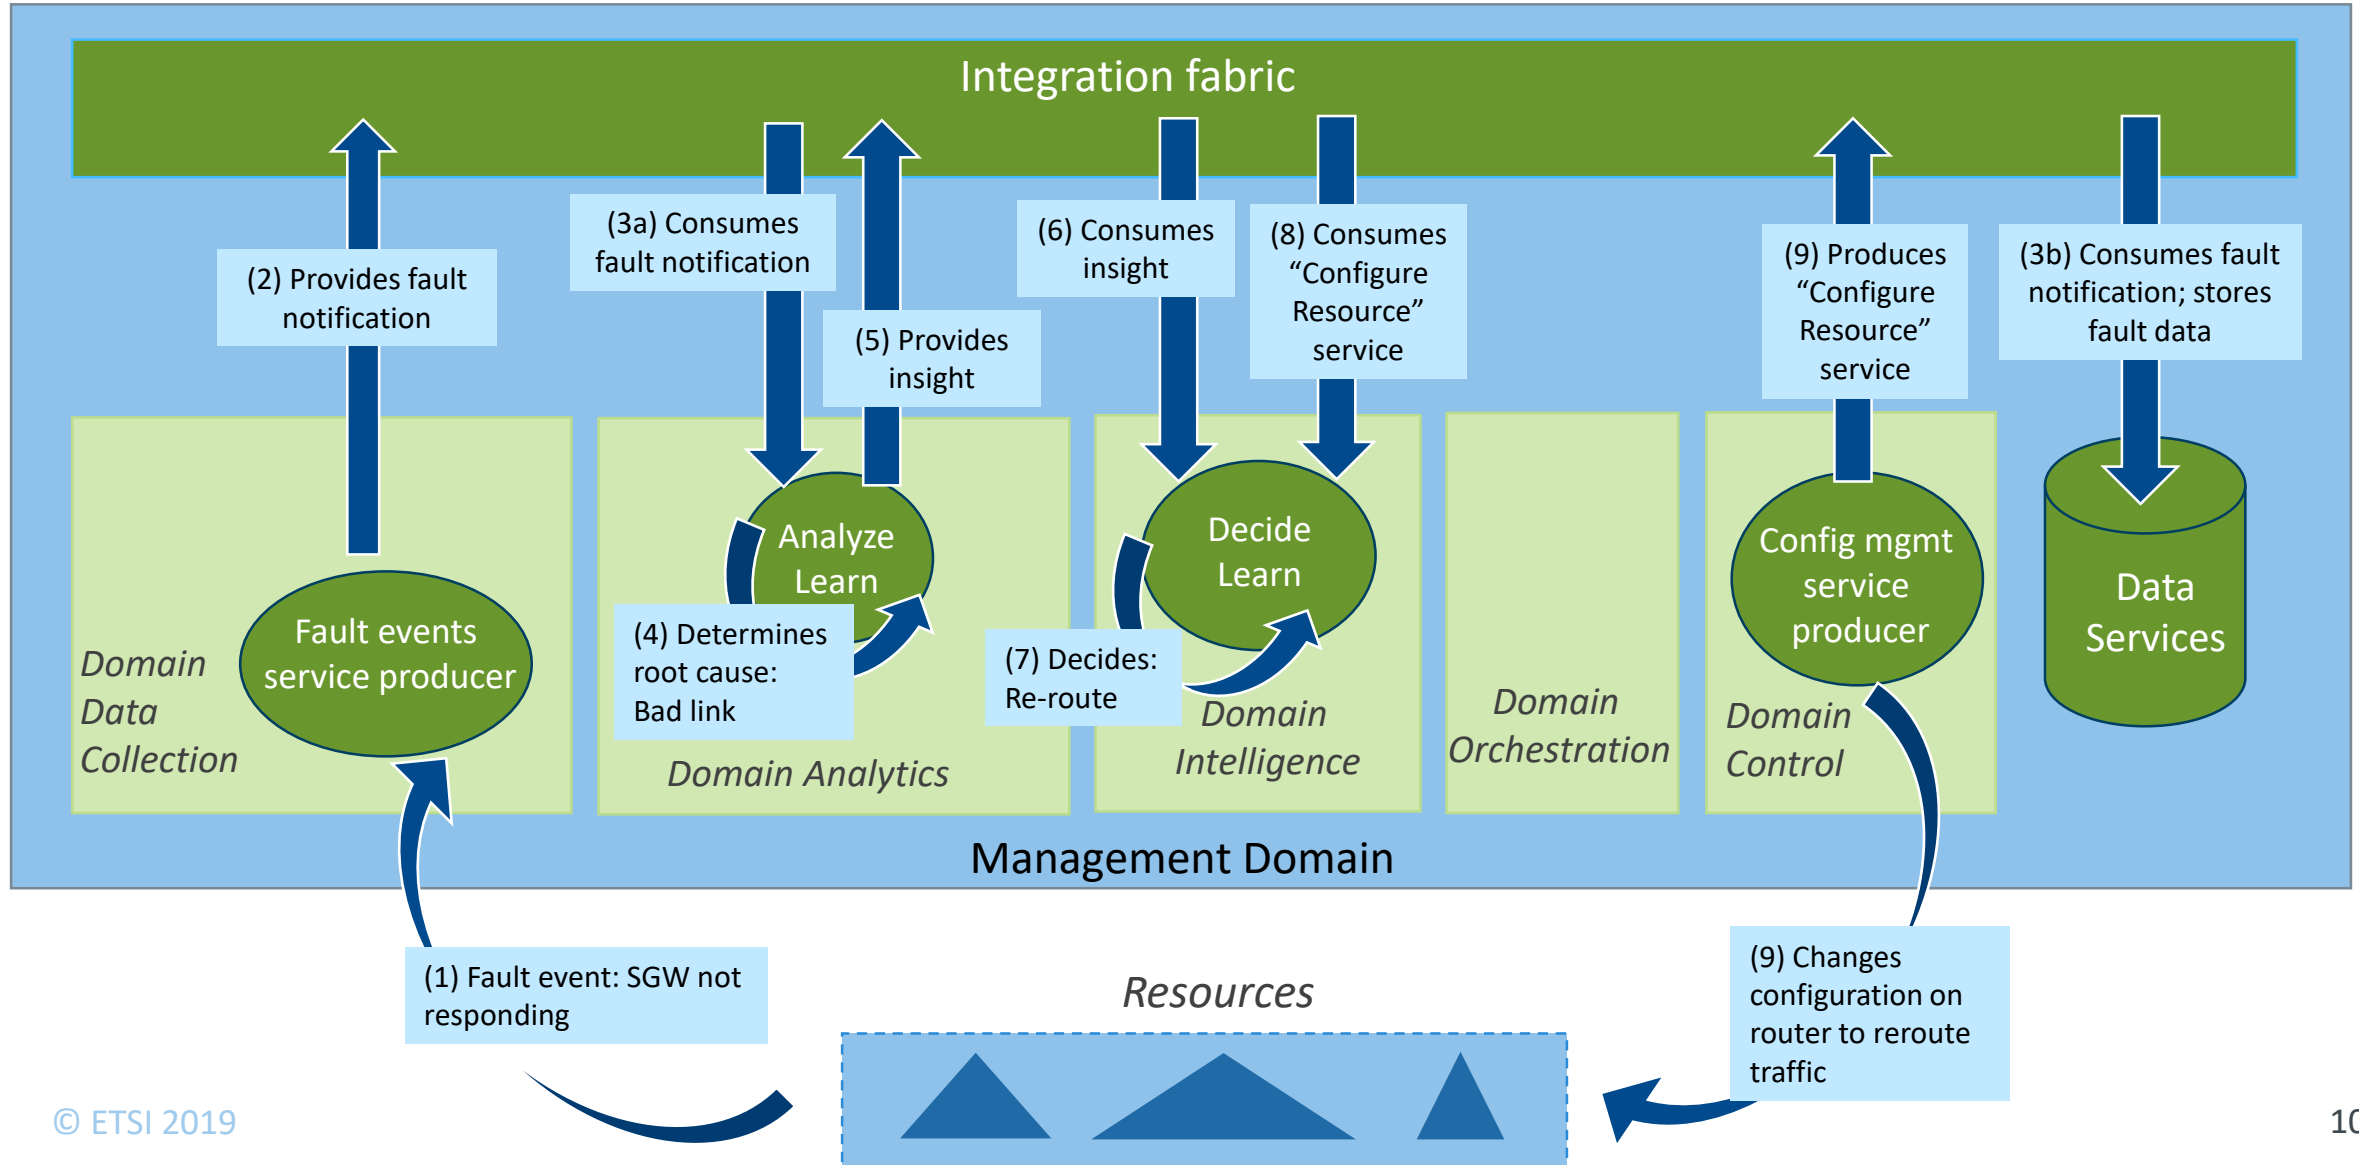 Integration fabric
(2) Provides fault
notification
(3a) Consumes
fault notification
(5) Provides
insight
(6) Consumes
insight
(8) Consumes
“Configure
Resource”
service
(9) Produces
“Configure
Resource”
service
(3b) Consumes fault
notification; stores
fault data
Fault events
service producer
Domain
Data
Collection
Analyze
Learn
(4) Determines
root cause:
Bad link
Domain Analytics
Decide
Learn
(7) Decides:
Re-route
Domain
Intelligence
Domain
Orchestration
Config mgmt
service
producer
Domain
Control
Data
Services
Management Domain
(1) Fault event: SGW not
responding
Resources
(9) Changes
configuration on
router to reroute
traffic
© ETSI 2019
10